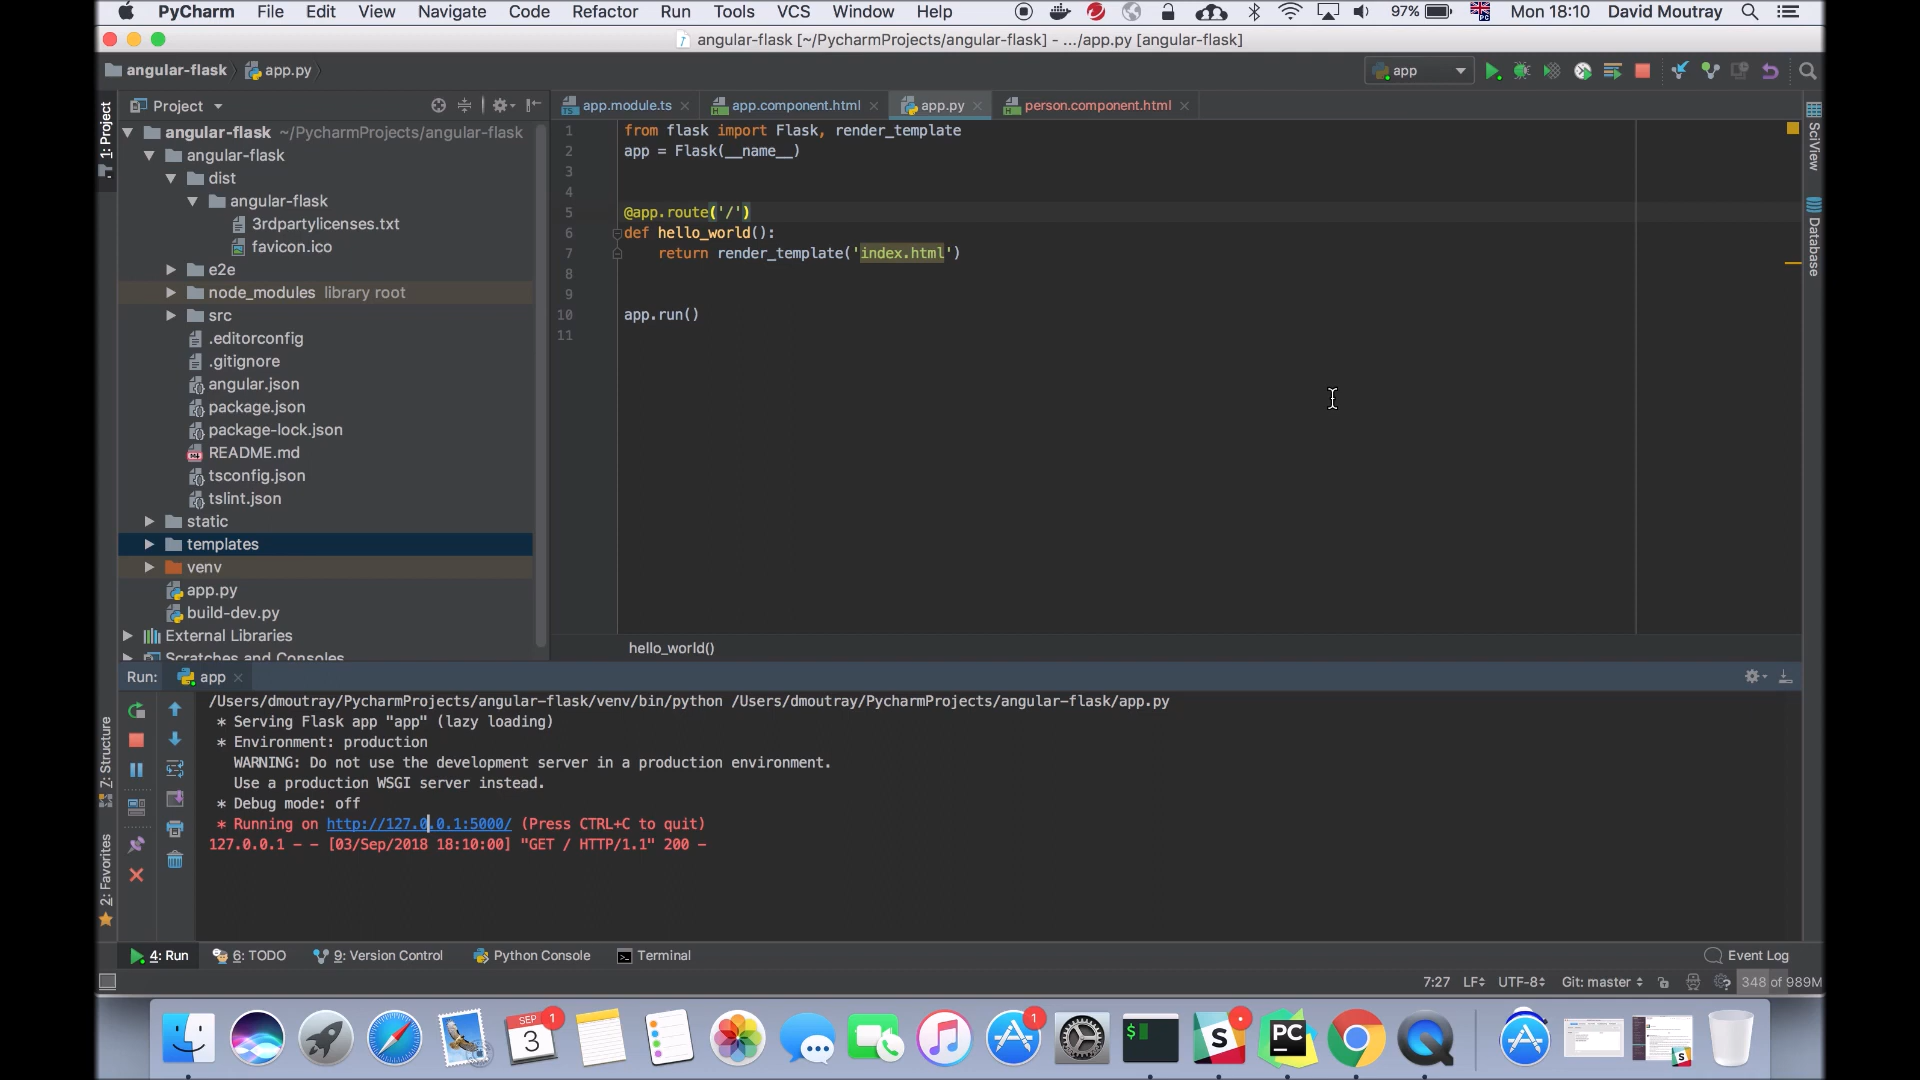 PyCharm File Edit View Navigate Code Refactor Run Tools VCS Window Help 97% Mon 18:10 David Moutray
angular-flask [~/PycharmProjects/angular-flask] - .../app.py [angular-flask]
angular-flask app.py app
1: Project
Project
app.module.ts app.component.html app.py person.component.html
angular-flask ~/PycharmProjects/angular-flask
angular-flask
dist
angular-flask
3rdpartylicenses.txt
favicon.ico
e2e
node_modules library root
src
.editorconfig
.gitignore
angular.json
package.json
package-lock.json
README.md
tsconfig.json
tslint.json
static
templates
venv
app.py
build-dev.py
External Libraries
Scratches and Consoles
1 from flask import Flask, render_template
2 app = Flask(__name__)
3
4
5 @app.route('/')
6 def hello_world():
7 return render_template('index.html')
8
9
10 app.run()
11
hello_world()
SciView
Database
Run: app
/Users/dmoutray/PycharmProjects/angular-flask/venv/bin/python /Users/dmoutray/PycharmProjects/angular-flask/app.py
* Serving Flask app "app" (lazy loading)
* Environment: production
WARNING: Do not use the development server in a production environment.
Use a production WSGI server instead.
* Debug mode: off
* Running on http://127.0.0.1:5000/ (Press CTRL+C to quit)
127.0.0.1 - - [03/Sep/2018 18:10:00] "GET / HTTP/1.1" 200 -
7: Structure
2: Favorites
4: Run 6: TODO 9: Version Control Python Console Terminal Event Log
7:27 LF UTF-8 Git: master 348 of 989M
SEP
3
1
1
$
S
PC
S